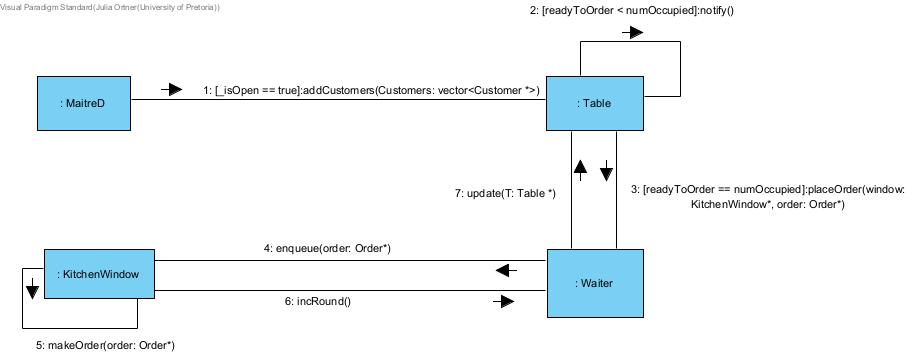 Visual Paradigm Standard(Julia Ortner(University of Pretoria))
2: [readyToOrder < numOccupied]:notify()
: MaitreD
1: [_isOpen == true]:addCustomers(Customers: vector<Customer *>)
: Table
7: update(T: Table *)
3: [readyToOrder == numOccupied]:placeOrder(window:
KitchenWindow*, order: Order*)
4: enqueue(order: Order*)
: KitchenWindow
: Waiter
6: incRound()
5: makeOrder(order: Order*)